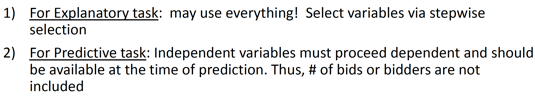 1) For Explanatory task: may use everything! Select variables via stepwise
selection
2) For Predictive task: Independent variables must proceed dependent and should
be available at the time of prediction. Thus, # of bids or bidders are not
included